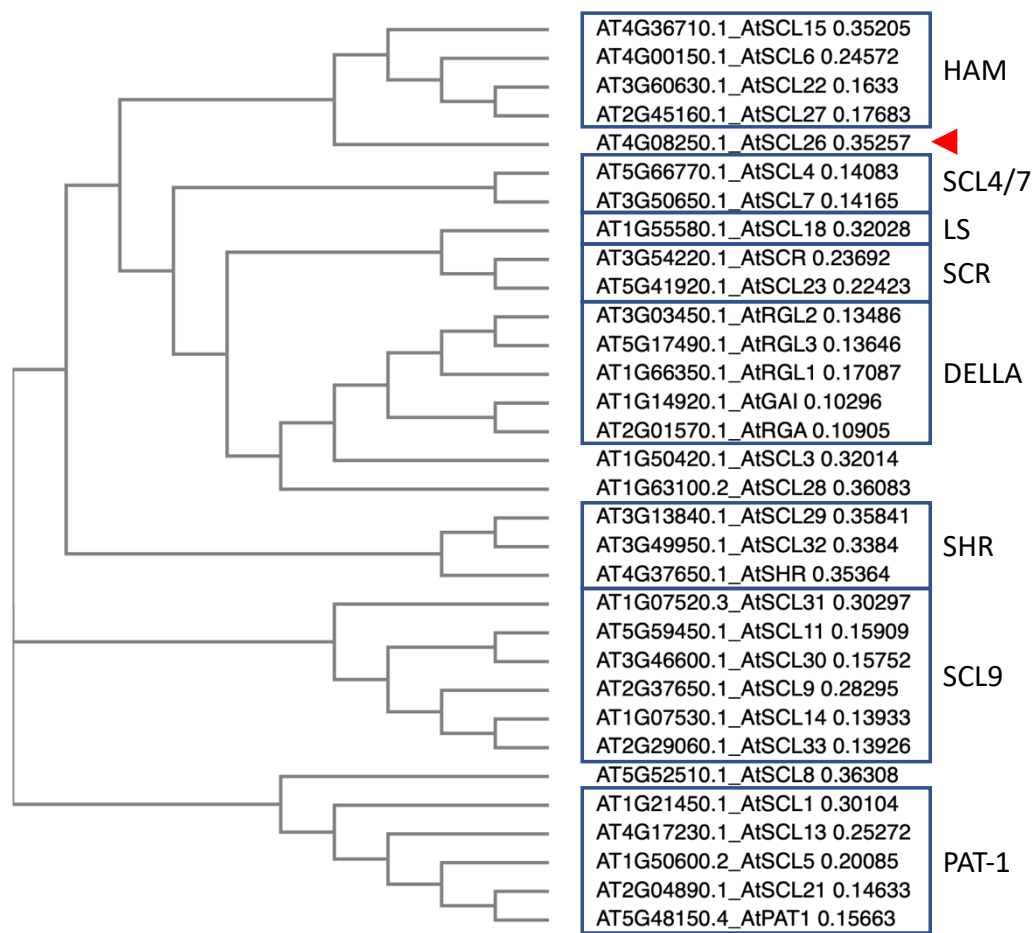 AT4G36710.1_AtSCL15 0.35205
AT4G00150.1_AtSCL6 0.24572
HAM
AT3G60630.1_AtSCL22 0.1633
AT2G45160.1_AtSCL27 0.17683
AT4G08250.1_AtSCL26 0.35257
AT5G66770.1_AtSCL4 0.14083
SCL4/7
AT3G50650.1_AtSCL7 0.14165
AT1G55580.1_AtSCL18 0.32028
LS
AT3G54220.1_AtSCR 0.23692
SCR
AT5G41920.1_AtSCL23 0.22423
AT3G03450.1_AtRGL2 0.13486
AT5G17490.1_AtRGL3 0.13646
AT1G66350.1_AtRGL1 0.17087
DELLA
AT1G14920.1_AtGAI 0.10296
AT2G01570.1_AtRGA 0.10905
AT1G50420.1_AtSCL3 0.32014
AT1G63100.2_AtSCL28 0.36083
AT3G13840.1_AtSCL29 0.35841
AT3G49950.1_AtSCL32 0.3384
SHR
AT4G37650.1_AtSHR 0.35364
AT1G07520.3_AtSCL31 0.30297
AT5G59450.1_AtSCL11 0.15909
AT3G46600.1_AtSCL30 0.15752
SCL9
AT2G37650.1_AtSCL9 0.28295
AT1G07530.1_AtSCL14 0.13933
AT2G29060.1_AtSCL33 0.13926
AT5G52510.1_AtSCL8 0.36308
AT1G21450.1_AtSCL1 0.30104
AT4G17230.1_AtSCL13 0.25272
AT1G50600.2_AtSCL5 0.20085
PAT-1
AT2G04890.1_AtSCL21 0.14633
AT5G48150.4_AtPAT1 0.15663